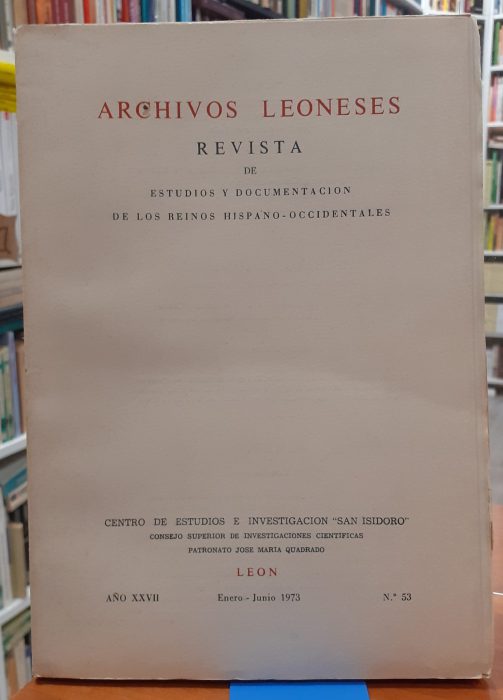 ARCHIVOS LEONESES
REVISTA
DE
ESTUDIOS Y DOCUMENTACION
DE LOS REINOS HISPANO-OCCIDENTALES
CENTRO DE ESTUDIOS E INVESTIGACION "SAN ISIDORO"
CONSEJO SUPERIOR DE INVESTIGACIONES CIENTIFICAS
PATRONATO JOSE MARIA QUADRADO
LEON
AÑO XXVII Enero - Junio 1973 N.° 53